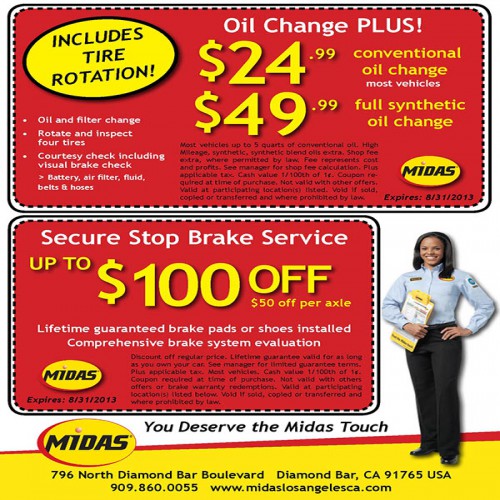 INCLUDES
TIRE
ROTATION!
Oil Change PLUS!
$24.99 conventional
oil change
most vehicles
$49.99 full synthetic
oil change
• Oil and filter change
• Rotate and inspect
four tires
• Courtesy check including
visual brake check
> Battery, air filter, fluid,
belts & hoses
Most vehicles up to 5 quarts of conventional oil. High
Mileage, synthetic, synthetic blend oils extra. Shop fee
extra, where permitted by law. Fee represents cost
and profits. See manager for shop fee calculation. Plus
applicable tax. Cash value 1/100th of 1¢. Coupon re-
quired at time of purchase. Not valid with other offers.
Valid at participating location(s) listed. Void if sold,
copied or transferred and where prohibited by law.
MIDAS
Expires: 8/31/2013
Secure Stop Brake Service
UP TO $100 OFF
$50 off per axle
Lifetime guaranteed brake pads or shoes installed
Comprehensive brake system evaluation
Discount off regular price. Lifetime guarantee valid for as long
as you own your car. See manager for limited guarantee terms.
Plus applicable tax. Most vehicles. Cash value 1/100th of 1¢.
Coupon required at time of purchase. Not valid with others
offers or brake warranty redemptions. Valid at participating
location(s) listed below. Void if sold, copied or transferred and
where prohibited by law.
MIDAS
Expires: 8/31/2013
MIDAS
You Deserve the Midas Touch
796 North Diamond Bar Boulevard Diamond Bar, CA 91765 USA
909.860.0055 www.midaslosangelesca.com